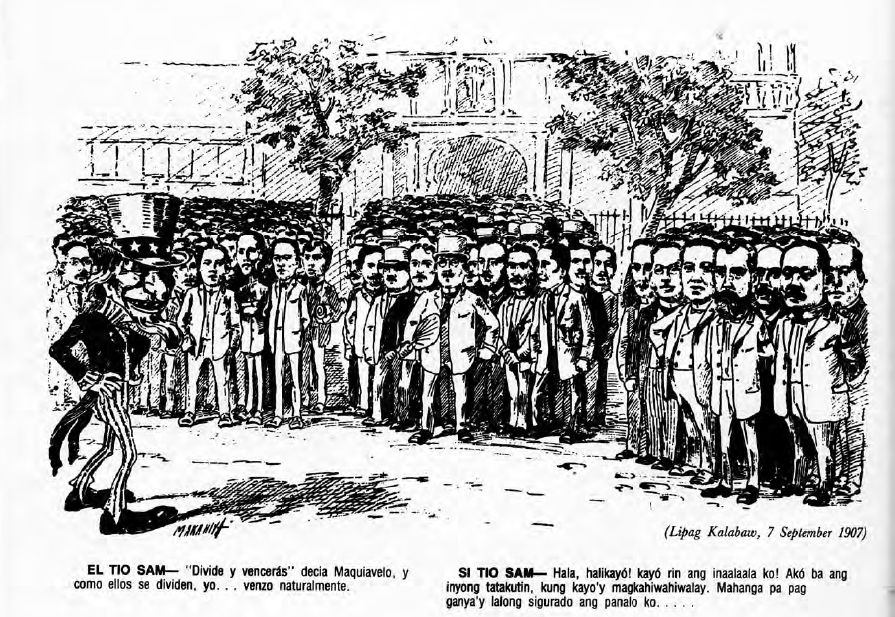 MAKAHIYA
(Lipag Kalabaw, 7 September 1907)
EL TIO SAM— "Divide y vencerás" decia Maquiavelo, y
como ellos se dividen, yo. . . venzo naturalmente.
SI TIO SAM— Hala, halikayó! kayó rin ang inaalaala ko! Akó ba ang
inyong tatakutin, kung kayo'y magkahiwahiwalay. Mahanga pa pag
ganya'y lalong sigurado ang panalo ko. . . . .